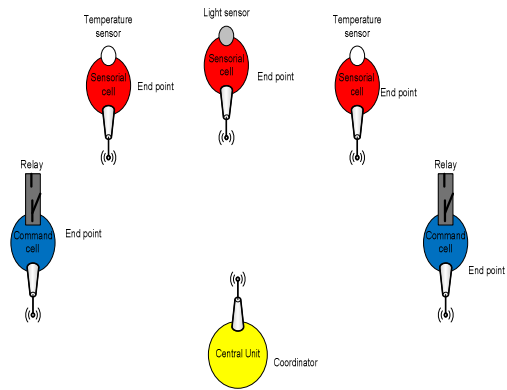 Temperature
sensor
Light sensor
Temperature
sensor
Sensorial
cell
End point
Sensorial
cell
End point
Sensorial
cell
End point
Relay
Relay
Command
cell
End point
Command
cell
End point
Central Unit
Coordinator